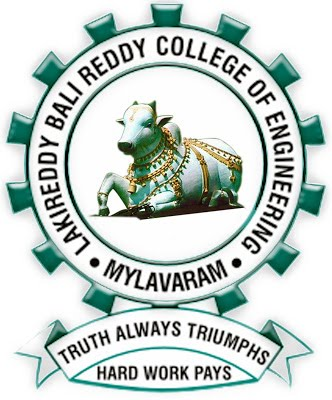 LAKIREDDY BALI REDDY COLLEGE OF ENGINEERING
• MYLAVARAM •
TRUTH ALWAYS TRIUMPHS
HARD WORK PAYS